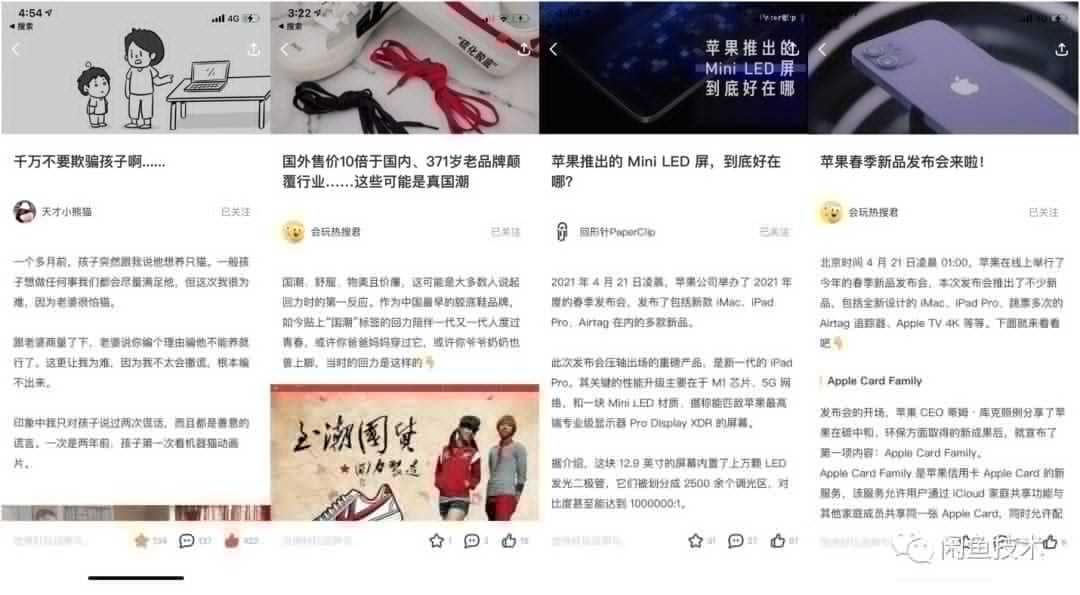 4:54
4G
◀ 搜索
千万不要欺骗孩子啊......
天才小熊猫
已关注
一个多月前，孩子突然跟我说他想养只猫。一般孩
子想做任何事我们都会尽量满足他，但这次我很为
难，因为老婆很怕猫。
跟老婆商量了下，老婆说你编个理由骗他不能养就
行了。这更让我为难，因为我不太会撒谎，根本编
不出来。
印象中我只对孩子说过两次谎话，而且都是善意的
谎言。一次是两年前，孩子第一次看机器猫动画
片。
134
137
3:22
◀ 搜索
"硫化鞋底"
国外售价10倍于国内、371岁老品牌颠
覆行业......这些可能是真国潮
会玩热搜君
已关注
国潮，舒服，物美且价廉，这可能是大多数人说起
回力时的第一反应。作为中国最早的胶底鞋品牌，
如今贴上“国潮”标签的回力陪伴一代又一代人度过
青春，或许你爸爸妈妈穿过它，或许你爷爷奶奶也
曾上脚，当时的回力是这样的👇
玉潮國貨
回力製造
1
3
15
苹果推出的
Mini LED 屏
到底好在哪
苹果推出的 Mini LED 屏，到底好在
哪？
回形针PaperClip
已关注
2021 年 4 月 21 日凌晨，苹果公司举办了 2021 年
度的春季发布会，发布了包括新款 iMac、iPad
Pro、Airtag 在内的多款新品。
此次发布会压轴出场的重磅产品，是新一代的 iPad
Pro。其关键的性能升级主要在于 M1 芯片、5G 网
络，和一块 Mini LED 材质，据称能匹敌苹果最高
端专业级显示器 Pro Display XDR 的屏幕。
据介绍，这块 12.9 英寸的屏幕内置了上万颗 LED
发光二极管，它们被划分成 2500 余个调光区，对
比度甚至能达到 1000000:1。
31
27
苹果春季新品发布会来啦！
会玩热搜君
已关注
北京时间 4 月 21 日凌晨 01:00，苹果在线上举行了
今年的春季新品发布会，本次发布会推出了不少新
品，包括全新设计的 iMac、iPad Pro、跳票多次的
Airtag 追踪器、Apple TV 4K 等等。下面就来看看
吧👇
Apple Card Family
发布会的开场，苹果 CEO 蒂姆·库克照例分享了苹
果在碳中和、环保方面取得的新成果后，就宣布了
第一项内容：Apple Card Family。
Apple Card Family 是苹果信用卡 Apple Card 的新
服务，该服务允许用户通过 iCloud 家庭共享功能与
其他家庭成员共享同一张 Apple Card，同时允许配
闲鱼技术